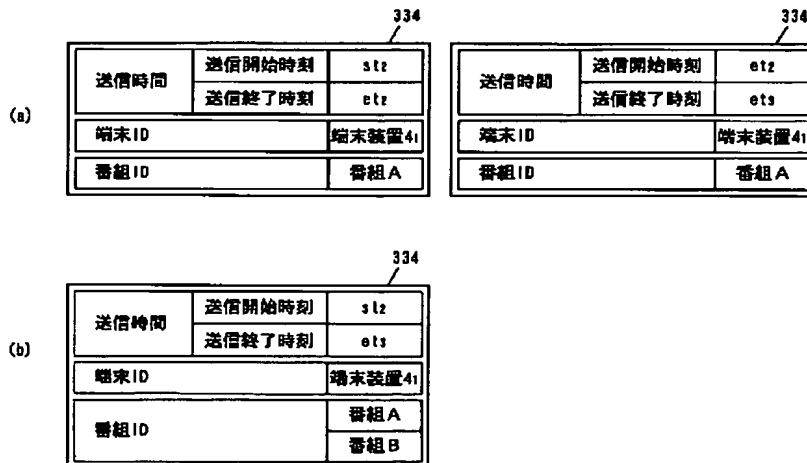 (a)
334
送信時間 送信開始時刻 st2
送信終了時刻 et2
端末ID 端末装置41
番組ID 番組A
334
送信時間 送信開始時刻 et2
送信終了時刻 et3
端末ID 端末装置41
番組ID 番組A
(b)
334
送信時間 送信開始時刻 st2
送信終了時刻 et3
端末ID 端末装置41
番組ID 番組A
番組B